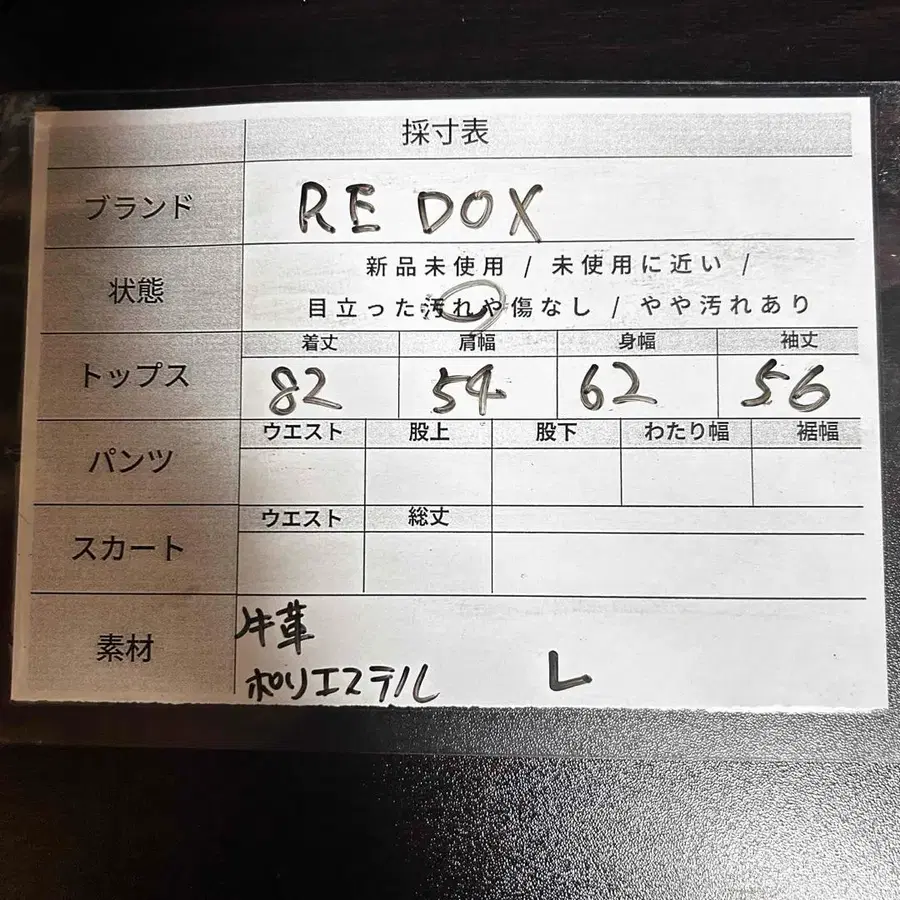 採寸表
ブランド RE DOX
状態 新品未使用 / 未使用に近い /
目立った汚れや傷なし / やや汚れあり
トップス 着丈 肩幅 身幅 袖丈
82 54 62 56
パンツ ウエスト 股上 股下 わたり幅 裾幅
スカート ウエスト 総丈
素材 牛革
ポリエステル L